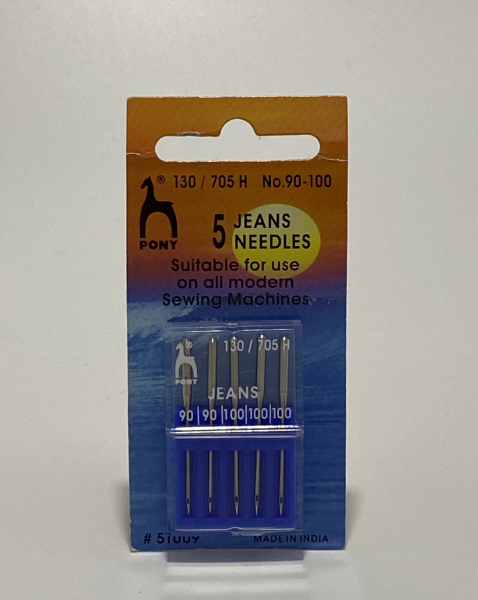 130 / 705 H No.90-100
®
PONY
5 JEANS
NEEDLES
Suitable for use
on all modern
Sewing Machines
130 / 705 H
PONY
JEANS
90 90 100 100 100
# 51009
MADE IN INDIA